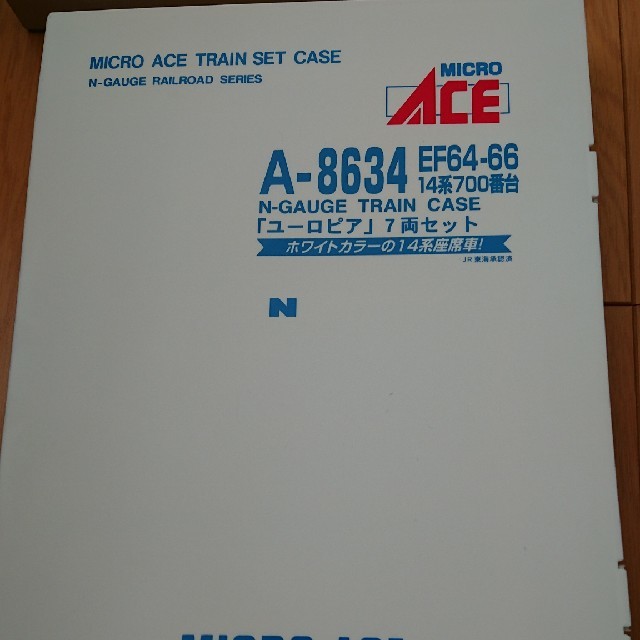 MICRO ACE TRAIN SET CASE
N-GAUGE RAILROAD SERIES
MICRO
ACE
A-8634 EF64-66
14系700番台
N-GAUGE TRAIN CASE
「ユーロピア」7両セット
ホワイトカラーの14系座席車!
JR東海承認済
N
MICRO ACE